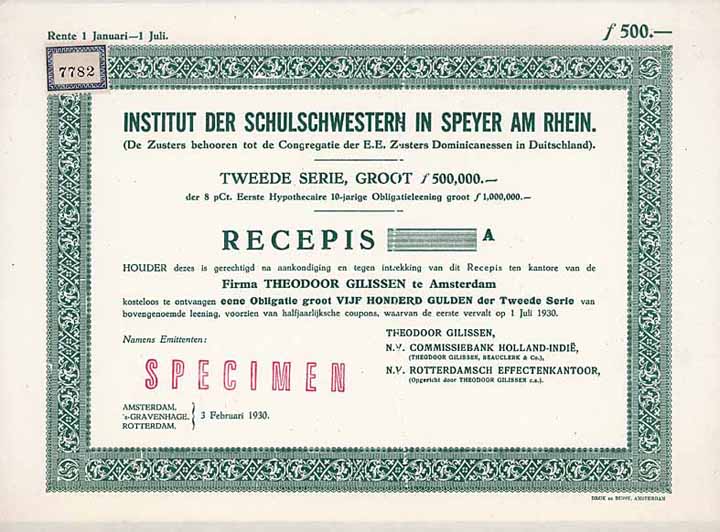 Rente 1 Januari—1 Juli.
ƒ 500.—
7782
INSTITUT DER SCHULSCHWESTERN IN SPEYER AM RHEIN.
(De Zusters behooren tot de Congregatie der E.E. Zusters Dominicanessen in Duitschland).
TWEEDE SERIE, GROOT ƒ 500,000.—
der 8 pCt. Eerste Hypothecaire 10-jarige Obligatieleening groot ƒ 1,000,000.—
RECEPIS A
HOUDER dezes is gerechtigd na aankondiging en tegen intrekking van dit Recepis ten kantore van de
Firma THEODOOR GILISSEN te Amsterdam
kosteloos te ontvangen eene Obligatie groot VIJF HONDERD GULDEN der Tweede Serie van
bovengenoemde leening, voorzien van halfjaarlijksche coupons, waarvan de eerste vervalt op 1 Juli 1930.
Namens Emittenten:
THEODOOR GILISSEN,
N.V. COMMISSIEBANK HOLLAND-INDIË,
(THEODOOR GILISSEN, BEAUCLERK & Co.),
N.V. ROTTERDAMSCH EFFECTENKANTOOR,
(Opgericht door THEODOOR GILISSEN c.s.).
SPECIMEN
AMSTERDAM,
's-GRAVENHAGE,
ROTTERDAM,
3 Februari 1930.
DRUK DE BUSSY, AMSTERDAM